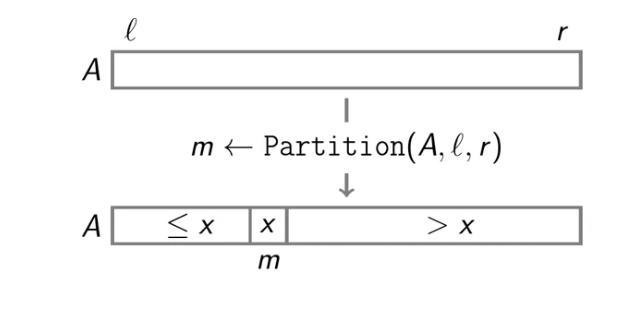 ℓ r
A
m ← Partition(A, ℓ, r)
A ≤ x x > x
m